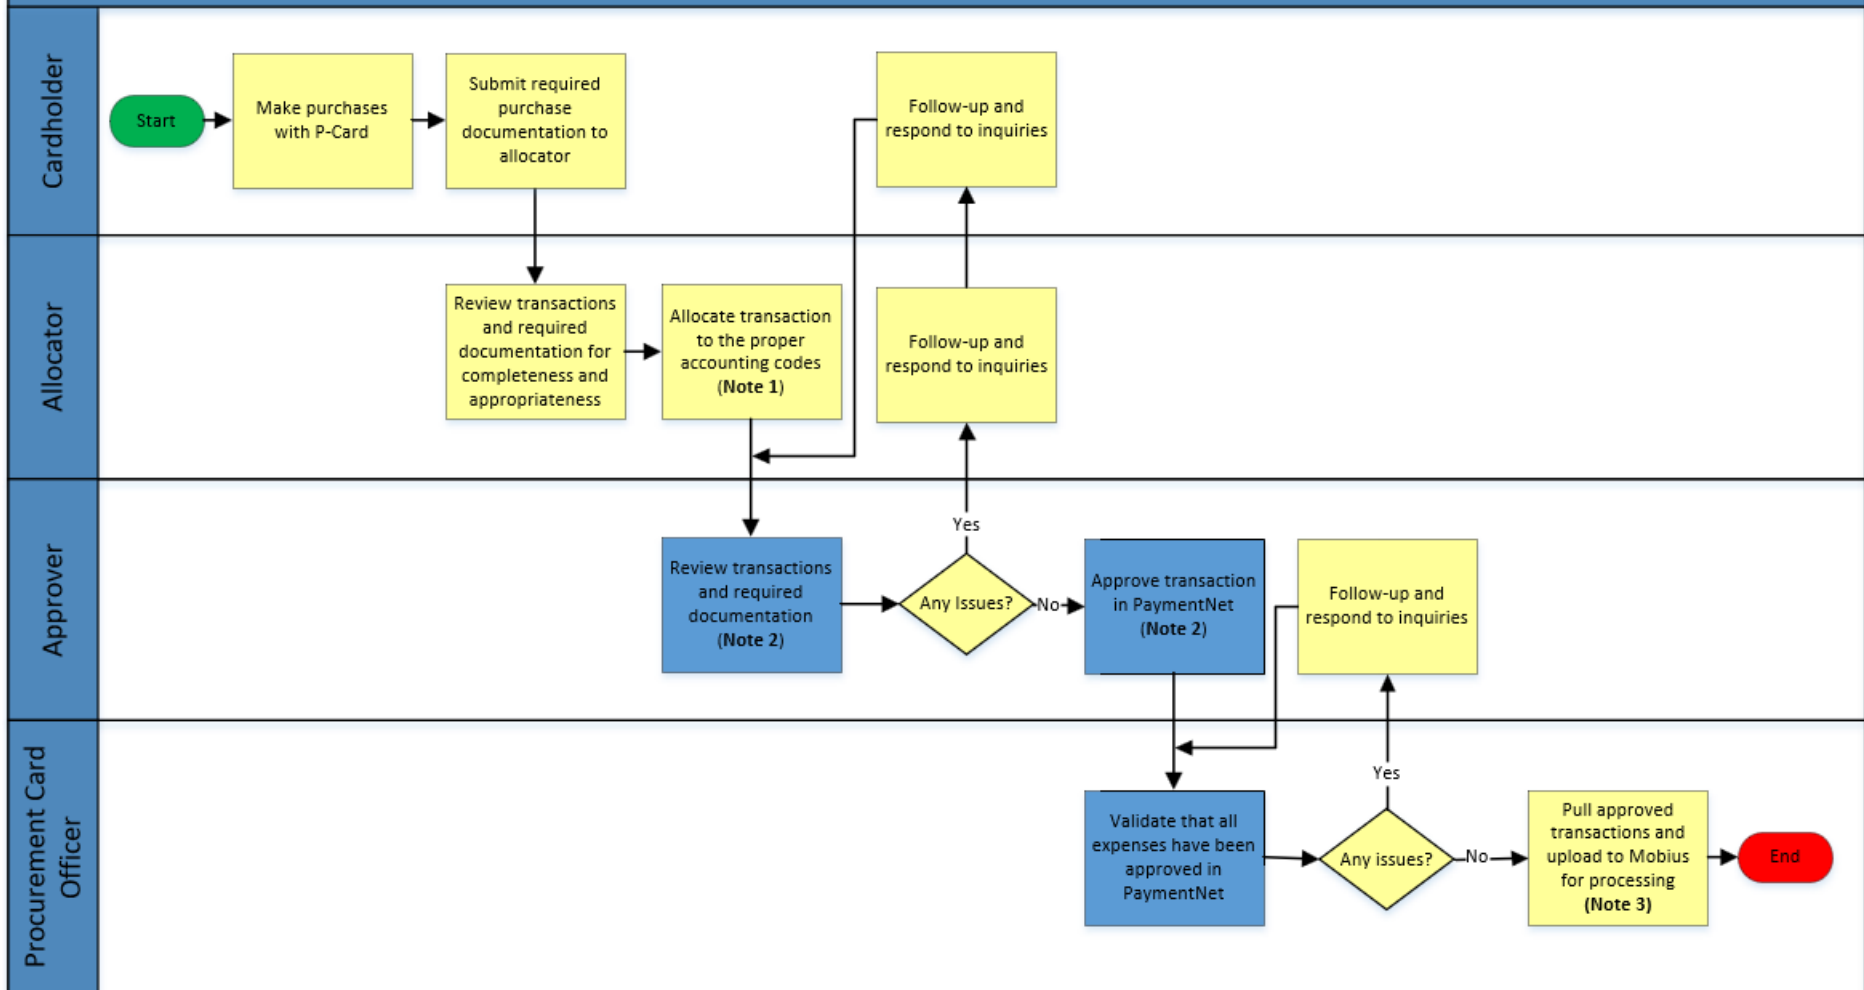 Cardholder
Start
Make purchases
with P-Card
Submit required
purchase
documentation to
allocator
Follow-up and
respond to inquiries
Allocator
Review transactions
and required
documentation for
completeness and
appropriateness
Allocate transaction
to the proper
accounting codes
(Note 1)
Follow-up and
respond to inquiries
Approver
Review transactions
and required
documentation
(Note 2)
Any Issues?
Yes
No
Approve transaction
in PaymentNet
(Note 2)
Follow-up and
respond to inquiries
Procurement Card
Officer
Validate that all
expenses have been
approved in
PaymentNet
Any issues?
Yes
No
Pull approved
transactions and
upload to Mobius
for processing
(Note 3)
End